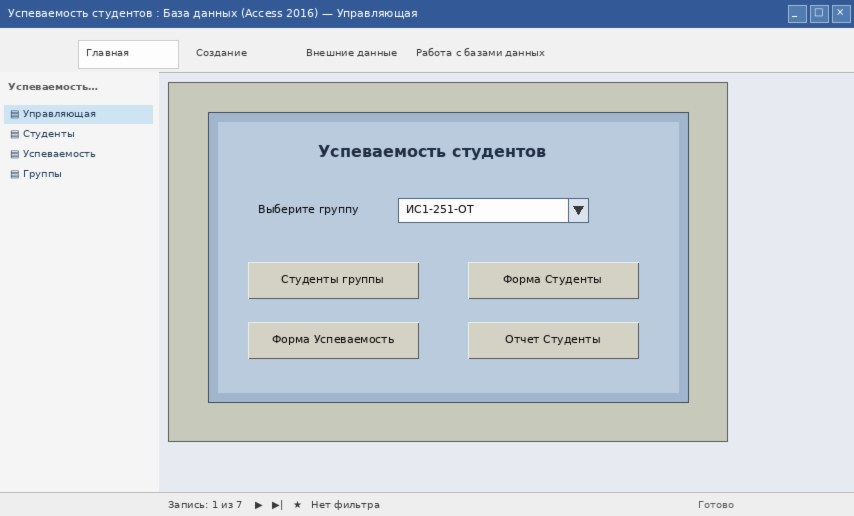 Успеваемость студентов : База данных (Access 2016) — Управляющая
Главная Создание Внешние данные Работа с базами данных
Успеваемость…
Управляющая
Студенты
Успеваемость
Группы
Успеваемость студентов
Выберите группу ИС1-251-ОТ
Студенты группы Форма Студенты
Форма Успеваемость Отчет Студенты
Запись: 1 из 7 ▶ ▶| ★ Нет фильтра Готово